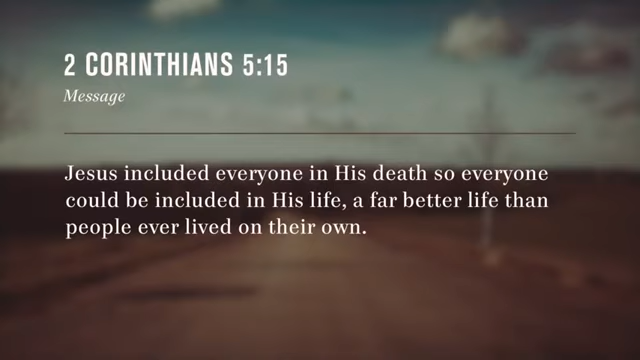 2 CORINTHIANS 5:15
Message
Jesus included everyone in His death so everyone
could be included in His life, a far better life than
people ever lived on their own.